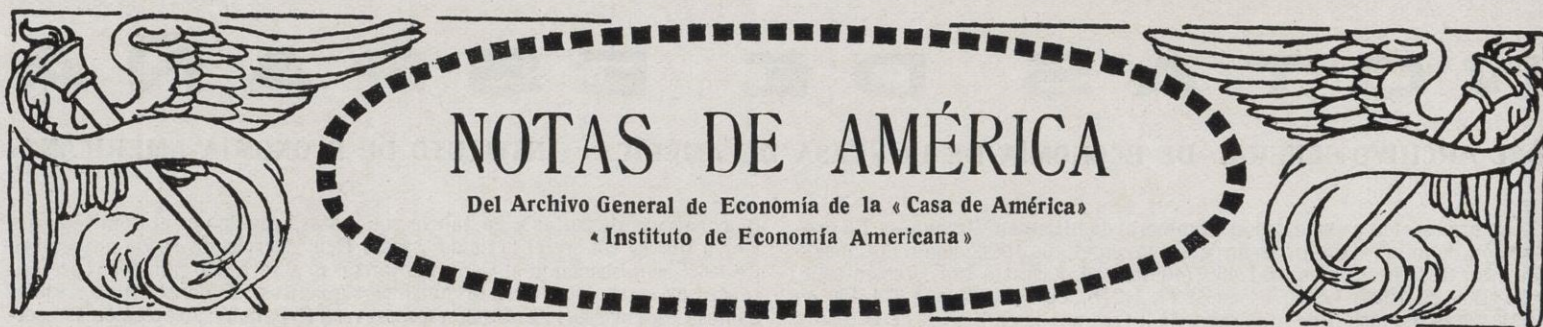 NOTAS DE AMÉRICA
Del Archivo General de Economía de la « Casa de América»
« Instituto de Economía Americana»